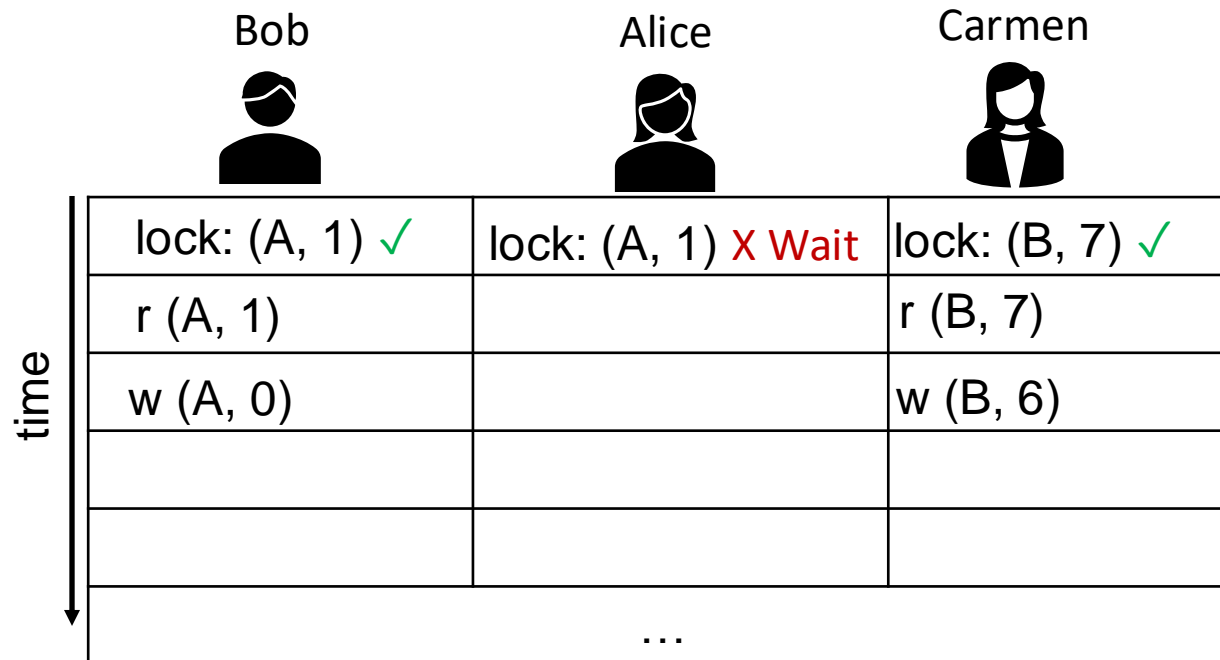 Bob Alice Carmen
time
lock: (A, 1) ✓ lock: (A, 1) X Wait lock: (B, 7) ✓
r (A, 1) r (B, 7)
w (A, 0) w (B, 6)
...